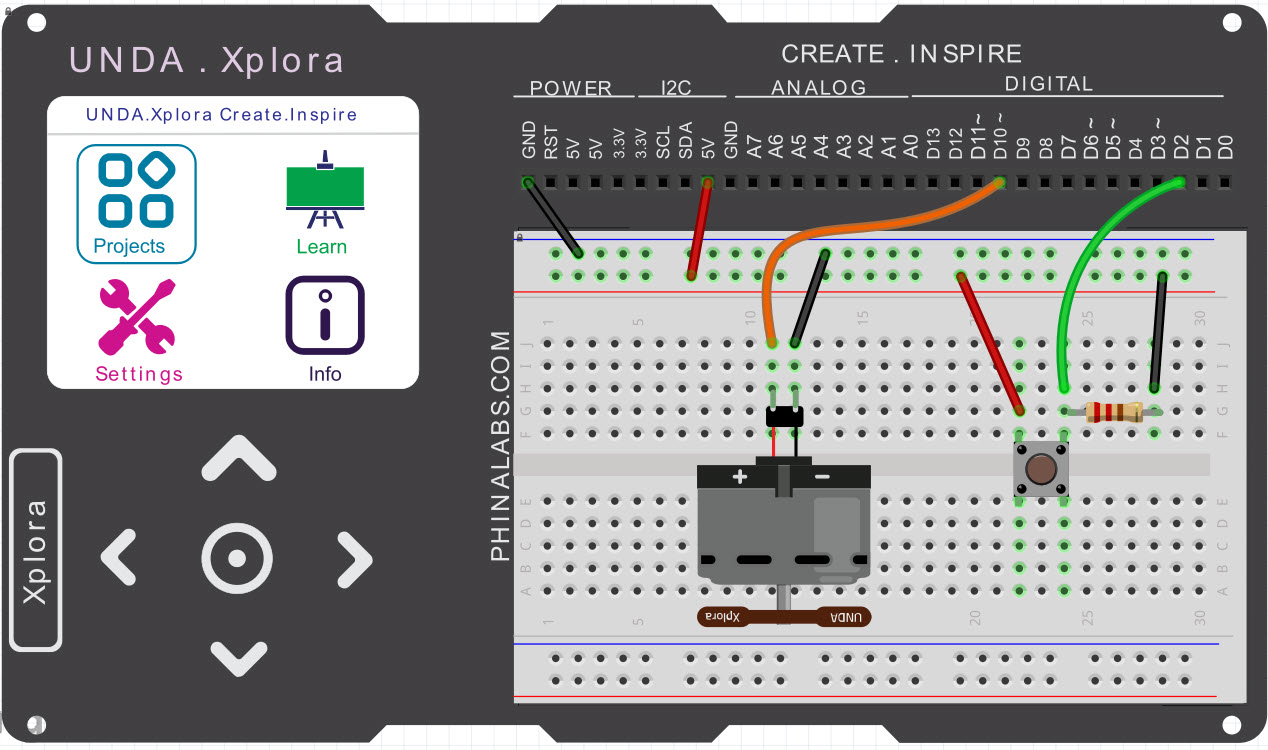 UNDA . Xplora
CREATE . INSPIRE
POWER I2C ANALOG DIGITAL
GND RST 5V 5V 3.3V 3.3V SCL SDA 5V GND A7 A6 A5 A4 A3 A2 A1 A0 D13 D12 D11~ D10~ D9 D8 D7 D6~ D5~ D4 D3~ D2 D1 D0
UNDA.Xplora Create.Inspire
Projects
Learn
Settings
Info
Xplora
PHINALABS.COM
1 5 10 15 25 30
J J
I I
H H
G G
F F
+ −
E E
D D
C C
B B
A A
Xplora UNDA
1 5 20 25 30